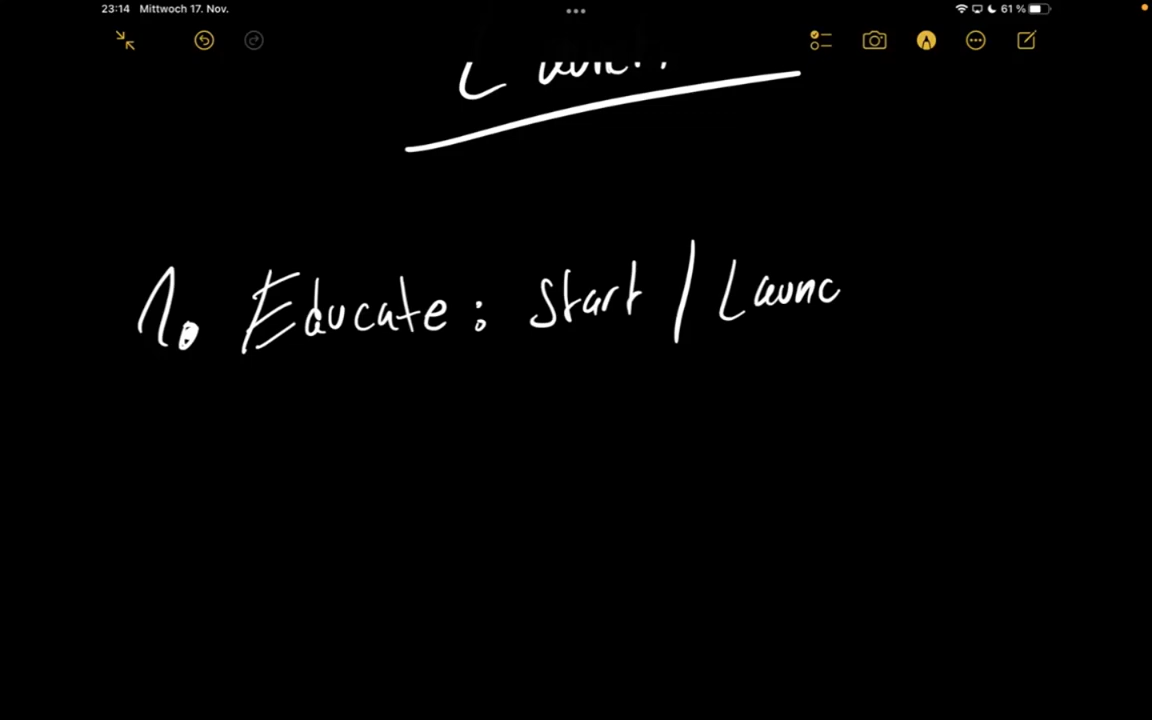 23:14 Mittwoch 17. Nov. 61 %
1. Educate: Start / Launc